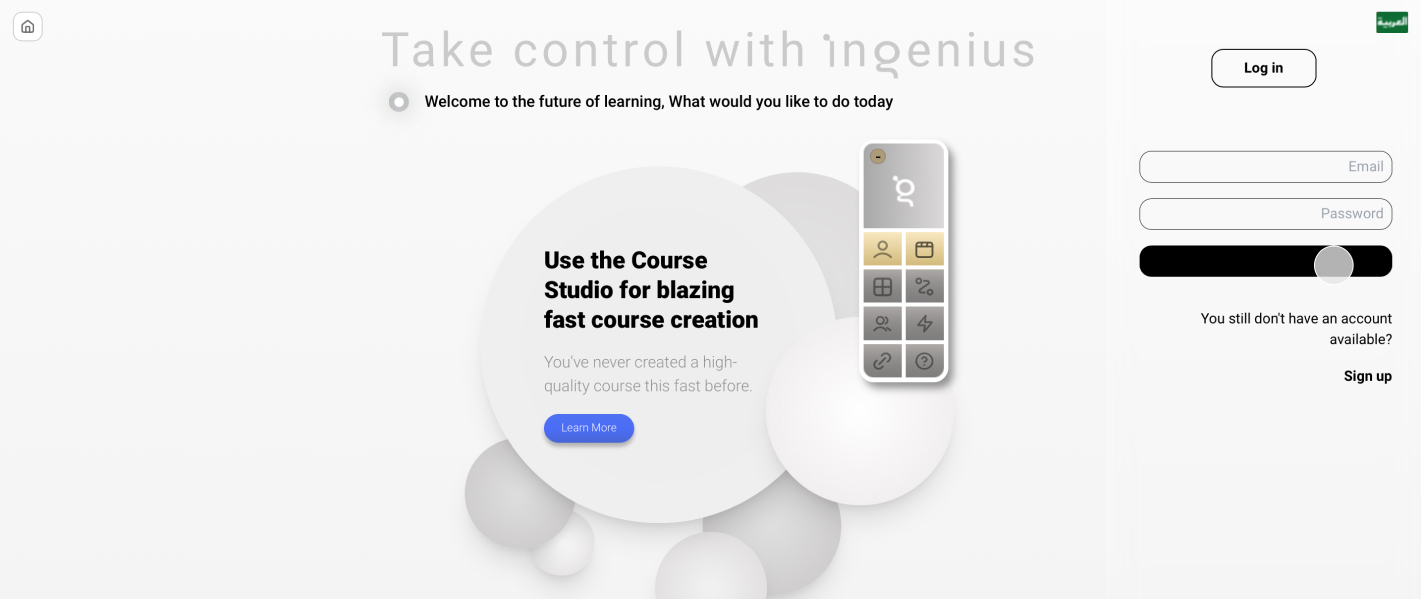 Take control with ingenius
العربية
Log in
Welcome to the future of learning, What would you like to do today
Email
Password
Use the Course
Studio for blazing
fast course creation
You've never created a high-
quality course this fast before.
Learn More
You still don't have an account
available?
Sign up